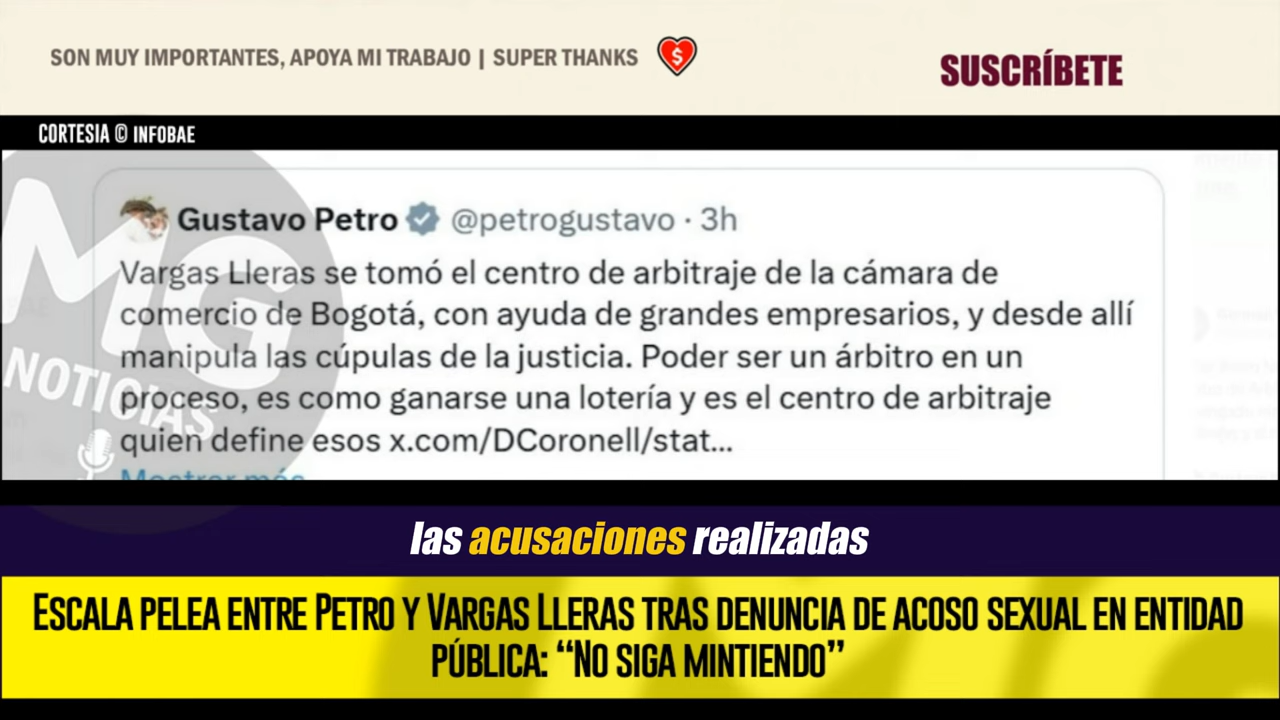 SON MUY IMPORTANTES, APOYA MI TRABAJO | SUPER THANKS
SUSCRÍBETE
CORTESIA © INFOBAE
MG
NOTICIAS
Gustavo Petro @petrogustavo · 3h
Vargas Lleras se tomó el centro de arbitraje de la cámara de
comercio de Bogotá, con ayuda de grandes empresarios, y desde allí
manipula las cúpulas de la justicia. Poder ser un árbitro en un
proceso, es como ganarse una lotería y es el centro de arbitraje
quien define esos x.com/DCoronell/stat...
Mostrar más
las acusaciones realizadas
ESCALA PELEA ENTRE PETRO Y VARGAS LLERAS TRAS DENUNCIA DE ACOSO SEXUAL EN ENTIDAD
PÚBLICA: “NO SIGA MINTIENDO”